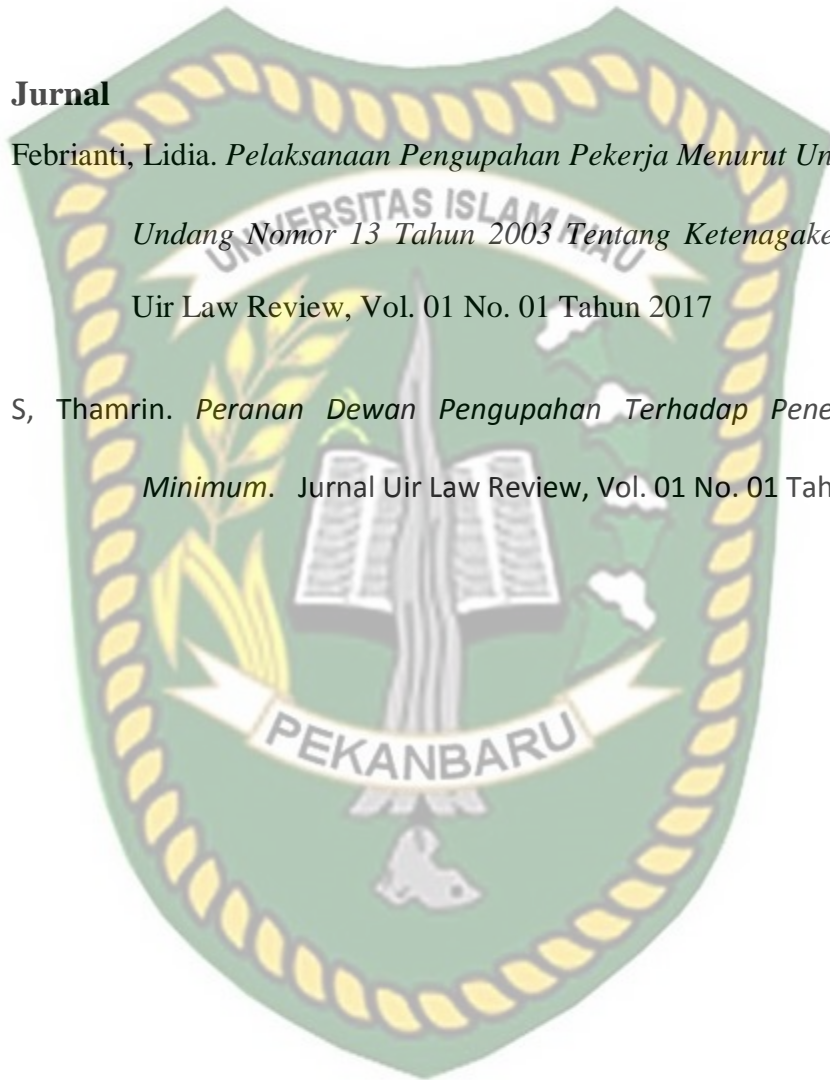 Jurnal
Febrianti, Lidia. Pelaksanaan Pengupahan Pekerja Menurut Un
UNIVERSITAS ISLAM RIAU
Undang Nomor 13 Tahun 2003 Tentang Ketenagake
Uir Law Review, Vol. 01 No. 01 Tahun 2017
S, Thamrin. Peranan Dewan Pengupahan Terhadap Pene
Minimum. Jurnal Uir Law Review, Vol. 01 No. 01 Tah
PEKANBARU